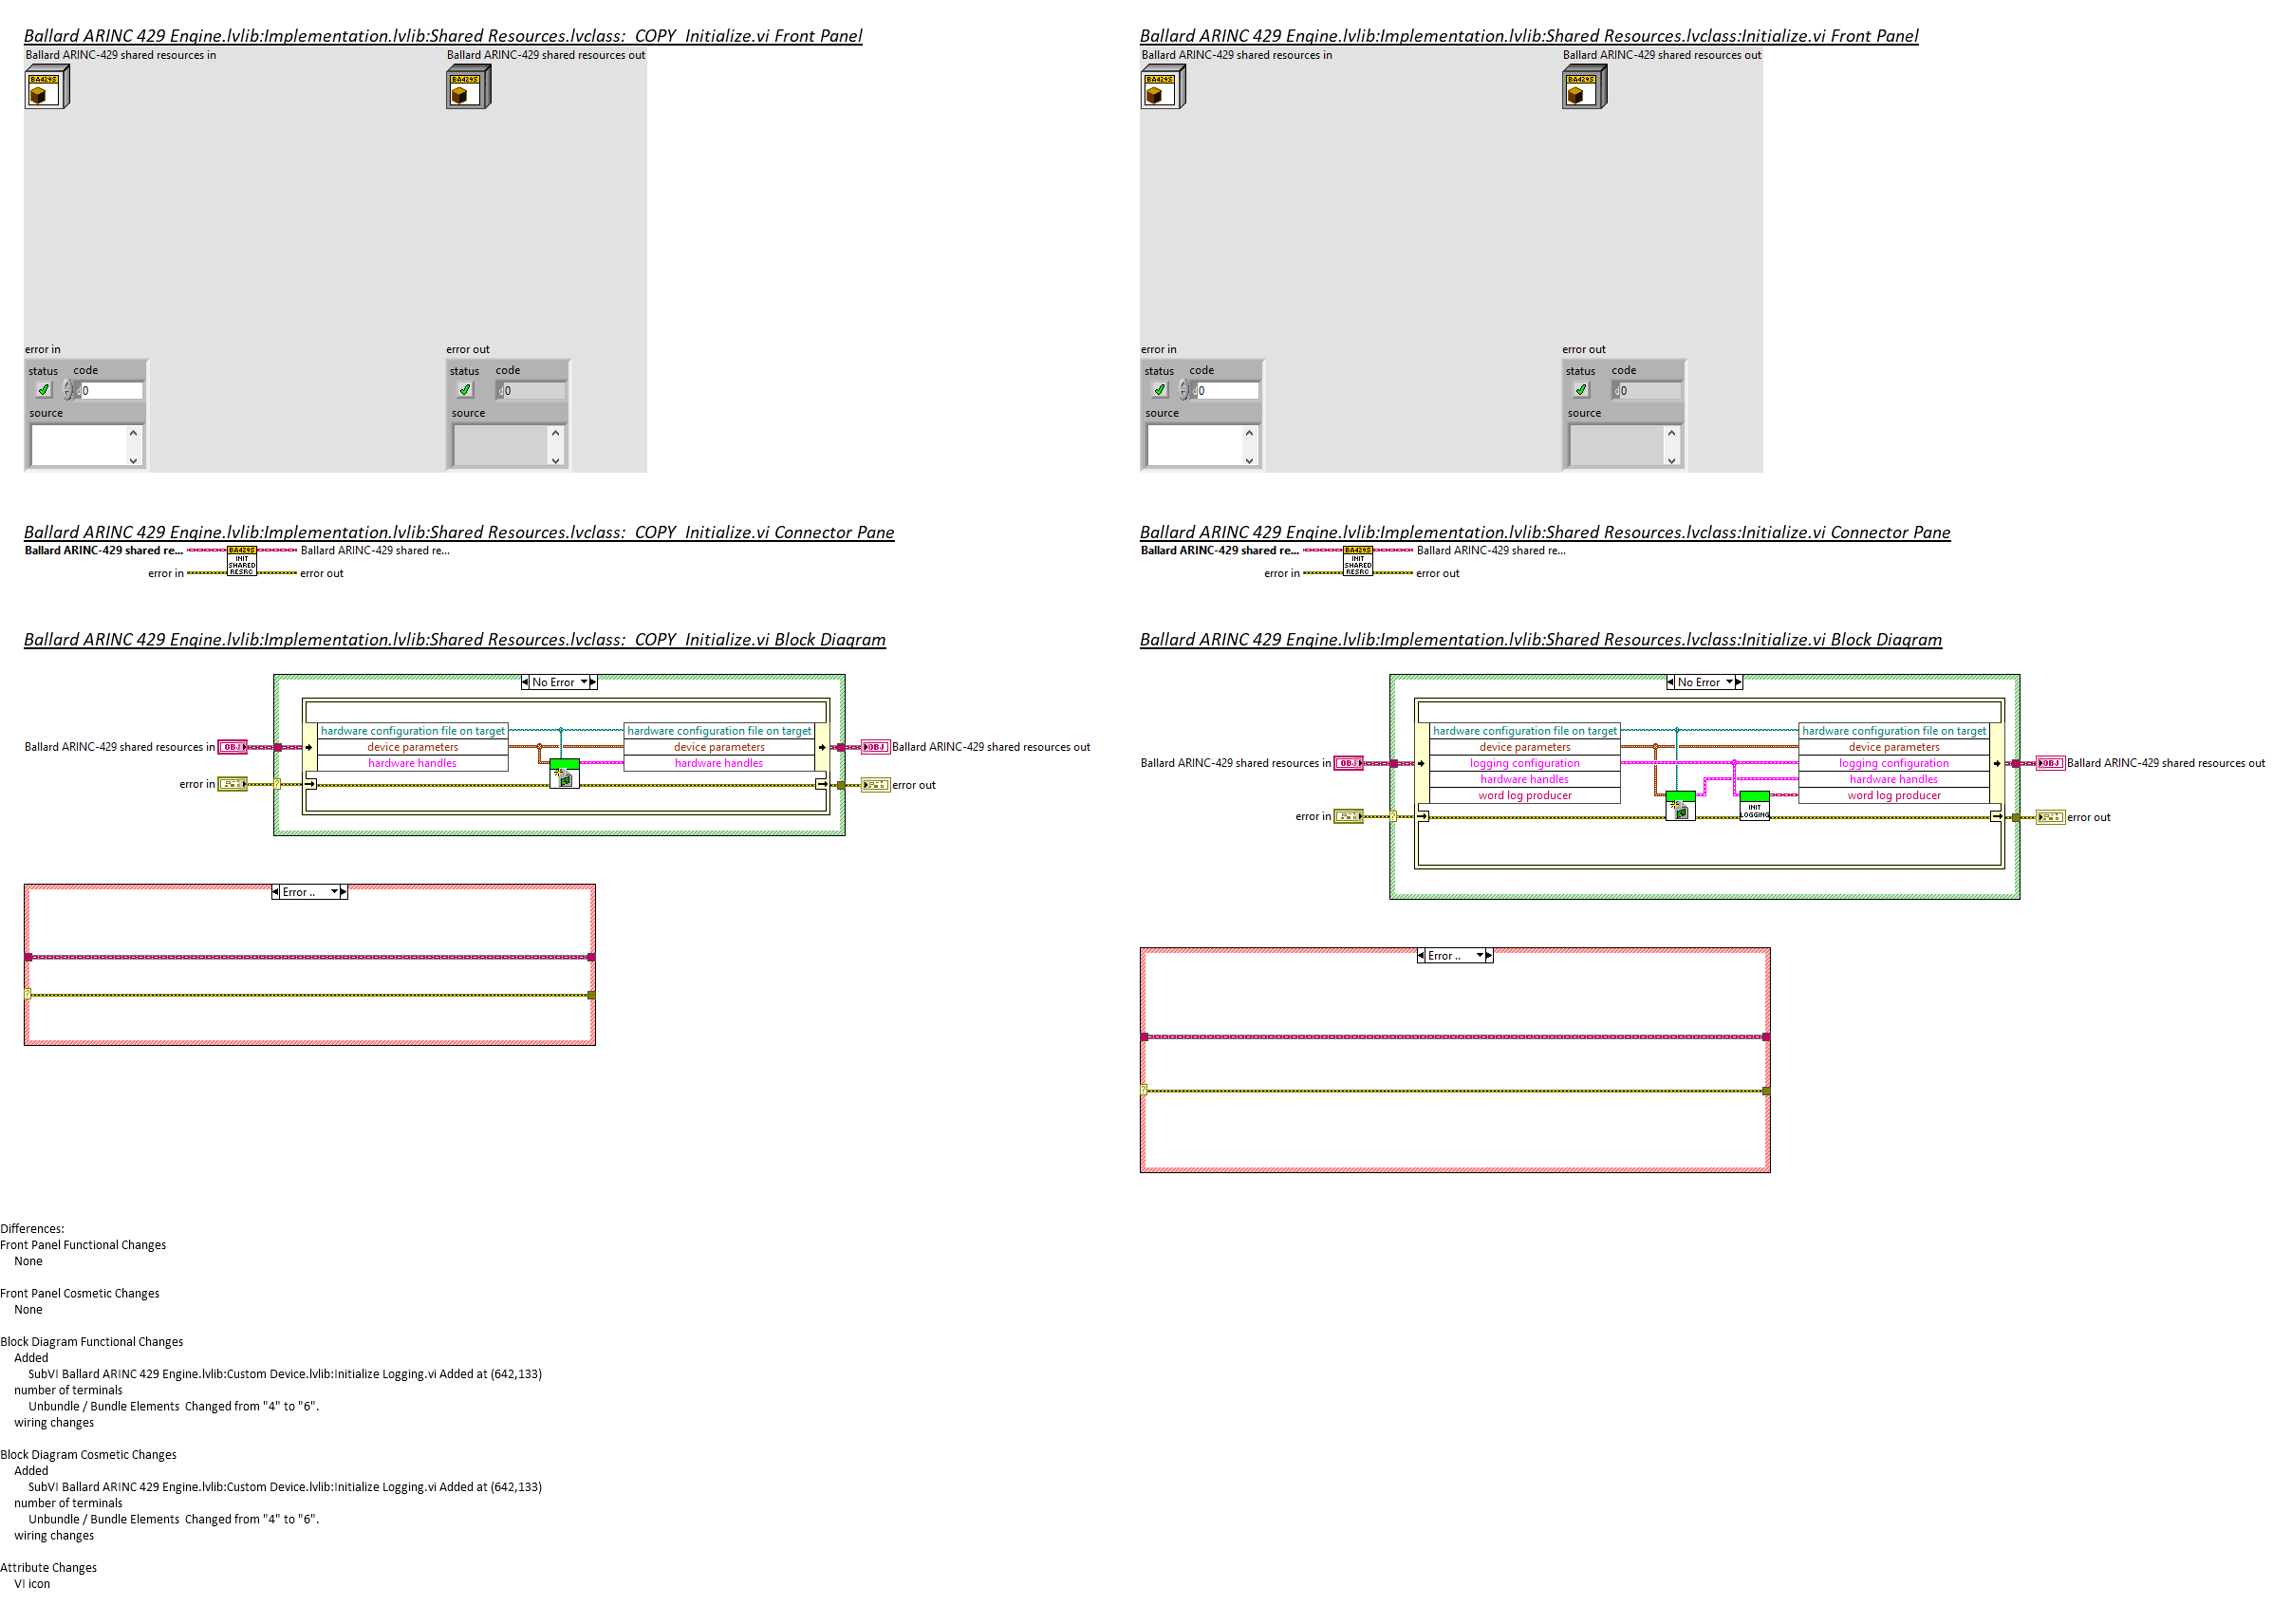 Ballard ARINC 429 Engine.lvlib:Implementation.lvlib:Shared Resources.lvclass:  COPY  Initialize.vi Front Panel
Ballard ARINC-429 shared resources in
Ballard ARINC-429 shared resources out
BA429S
BA429S
error in
error out
status
code
status
code
0
0
source
source
Ballard ARINC 429 Engine.lvlib:Implementation.lvlib:Shared Resources.lvclass:Initialize.vi Front Panel
Ballard ARINC-429 shared resources in
Ballard ARINC-429 shared resources out
BA429S
BA429S
error in
error out
status
code
status
code
0
0
source
source
Ballard ARINC 429 Engine.lvlib:Implementation.lvlib:Shared Resources.lvclass:  COPY  Initialize.vi Connector Pane
Ballard ARINC-429 shared re...
BA429S
INIT
SHARED
RESRC
Ballard ARINC-429 shared re...
error in
error out
Ballard ARINC 429 Engine.lvlib:Implementation.lvlib:Shared Resources.lvclass:Initialize.vi Connector Pane
Ballard ARINC-429 shared re...
BA429S
INIT
SHARED
RESRC
Ballard ARINC-429 shared re...
error in
error out
Ballard ARINC 429 Engine.lvlib:Implementation.lvlib:Shared Resources.lvclass:  COPY  Initialize.vi Block Diagram
No Error
hardware configuration file on target
hardware configuration file on target
Ballard ARINC-429 shared resources in
OBJ
device parameters
device parameters
OBJ
Ballard ARINC-429 shared resources out
hardware handles
hardware handles
error in
?
error out
Error ..
?
Ballard ARINC 429 Engine.lvlib:Implementation.lvlib:Shared Resources.lvclass:Initialize.vi Block Diagram
No Error
hardware configuration file on target
hardware configuration file on target
device parameters
device parameters
Ballard ARINC-429 shared resources in
OBJ
logging configuration
logging configuration
OBJ
Ballard ARINC-429 shared resources out
hardware handles
hardware handles
word log producer
word log producer
INIT
LOGGING
error in
?
error out
Error ..
?
Differences:
Front Panel Functional Changes
None
Front Panel Cosmetic Changes
None
Block Diagram Functional Changes
Added
SubVI Ballard ARINC 429 Engine.lvlib:Custom Device.lvlib:Initialize Logging.vi Added at (642,133)
number of terminals
Unbundle / Bundle Elements  Changed from "4" to "6".
wiring changes
Block Diagram Cosmetic Changes
Added
SubVI Ballard ARINC 429 Engine.lvlib:Custom Device.lvlib:Initialize Logging.vi Added at (642,133)
number of terminals
Unbundle / Bundle Elements  Changed from "4" to "6".
wiring changes
Attribute Changes
VI icon